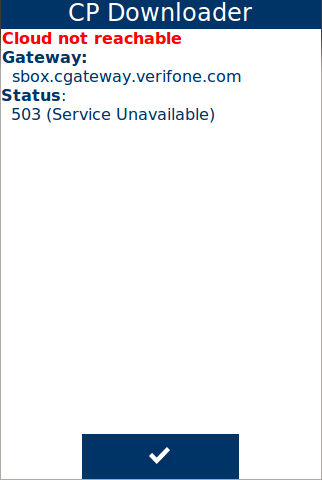 CP Downloader
Cloud not reachable
Gateway:
sbox.cgateway.verifone.com
Status:
503 (Service Unavailable)